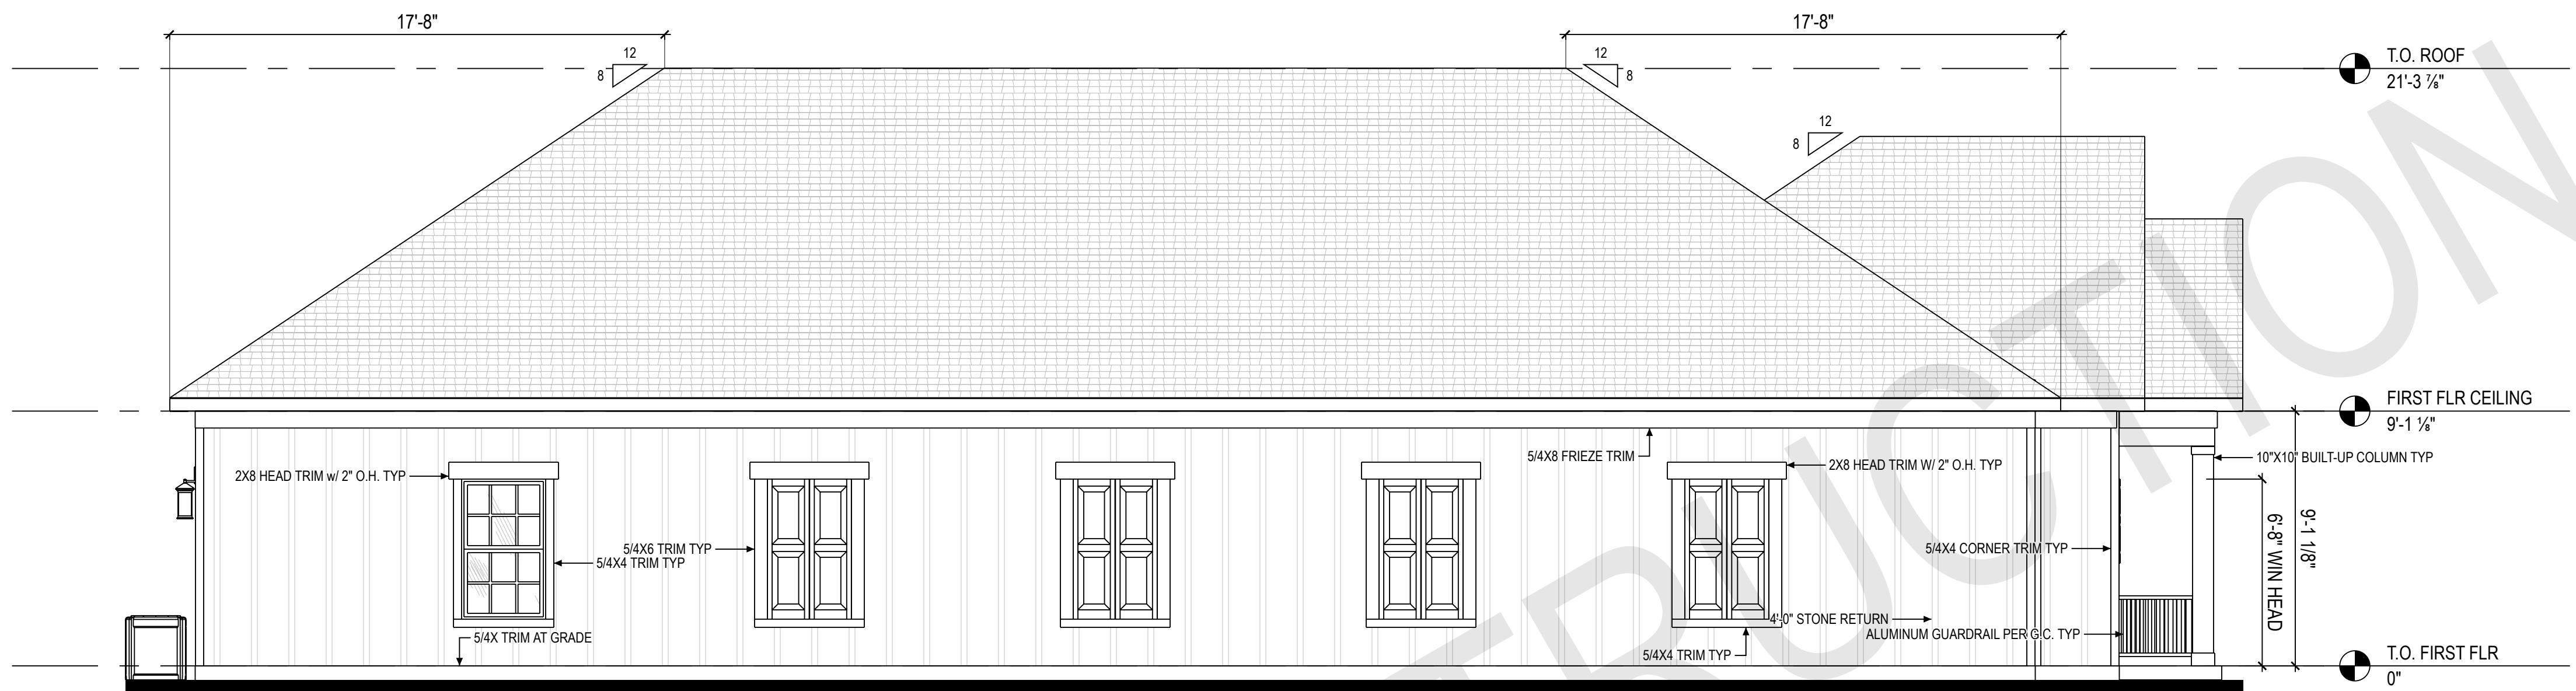 17'-8"
17'-8"
12
8
12
8
12
8
T.O. ROOF
21'-3 ⅞"
FIRST FLR CEILING
9'-1 ⅛"
5/4X8 FRIEZE TRIM
2X8 HEAD TRIM w/ 2" O.H. TYP
2X8 HEAD TRIM W/ 2" O.H. TYP
10"X10" BUILT-UP COLUMN TYP
5/4X6 TRIM TYP
5/4X4 TRIM TYP
5/4X4 CORNER TRIM TYP
9'-1 1/8"
6'-8" WIN HEAD
4'-0" STONE RETURN
5/4X TRIM AT GRADE
ALUMINUM GUARDRAIL PER G.C. TYP
5/4X4 TRIM TYP
T.O. FIRST FLR
0"
TRUCTION